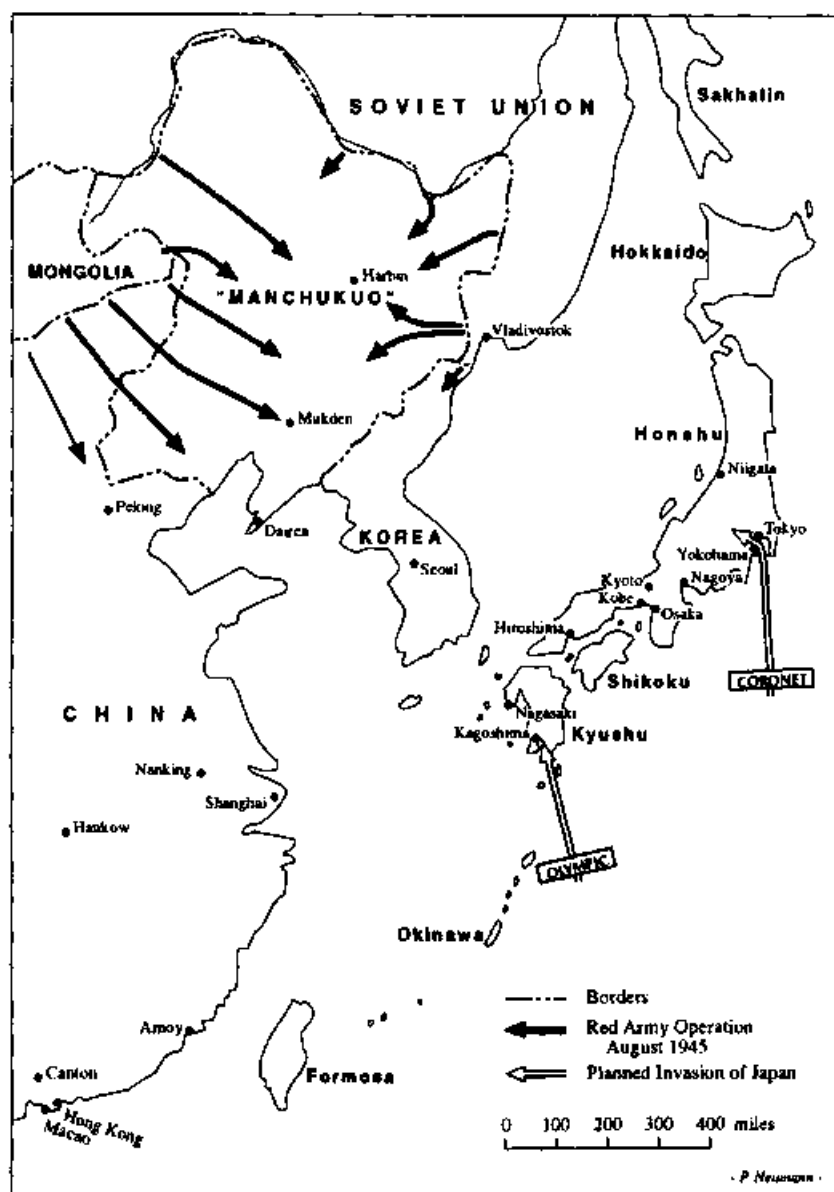 SOVIET UNION
Sakhalin
Hokkaido
MONGOLIA
Harbin
"MANCHUKUO"
Vladivostok
Mukden
Honshu
Niigata
Peking
Dairen
KOREA
Seoul
Tokyo
Yokohama
Nagoya
Kyoto
Kobe
Osaka
Hiroshima
Shikoku
CORONET
CHINA
Nagasaki
Kagoshima
Kyushu
Nanking
Shanghai
Hankow
OLYMPIC
Okinawa
Amoy
Formosa
Canton
Hong Kong
Macao
Borders
Red Army Operation
August 1945
Planned Invasion of Japan
0 100 200 300 400 miles
- P Neumann -